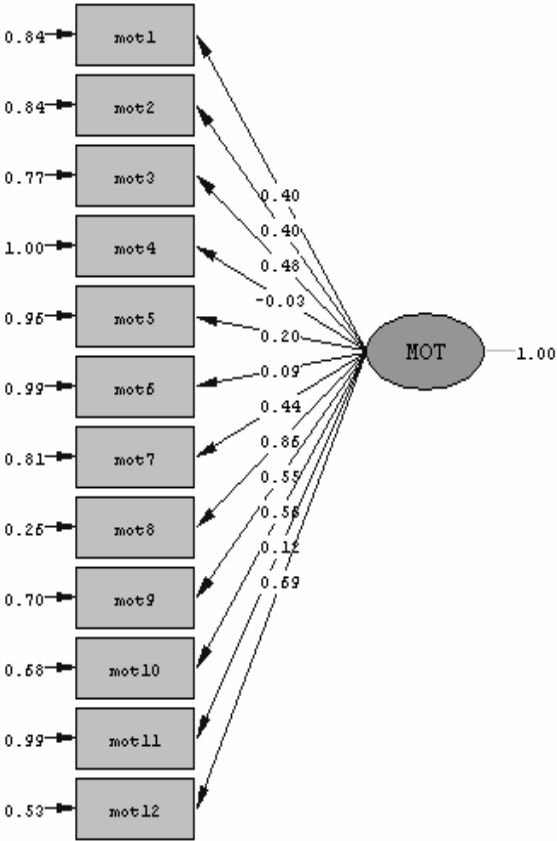 0.84 mot1
0.84 mot2
0.77 mot3
1.00 mot4
0.96 mot5
0.99 mot6
0.81 mot7
0.26 mot8
0.70 mot9
0.68 mot10
0.99 mot11
0.53 mot12
0.40
0.40
0.48
-0.03
0.20
0.09
0.44
0.86
0.55
0.56
0.12
0.69
MOT 1.00